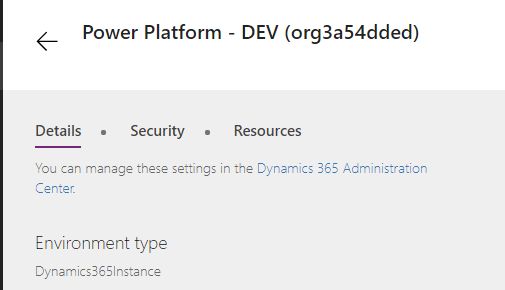 Power Platform - DEV (org3a54dded)
Details • Security • Resources
You can manage these settings in the Dynamics 365 Administration
Center.
Environment type
Dynamics365Instance